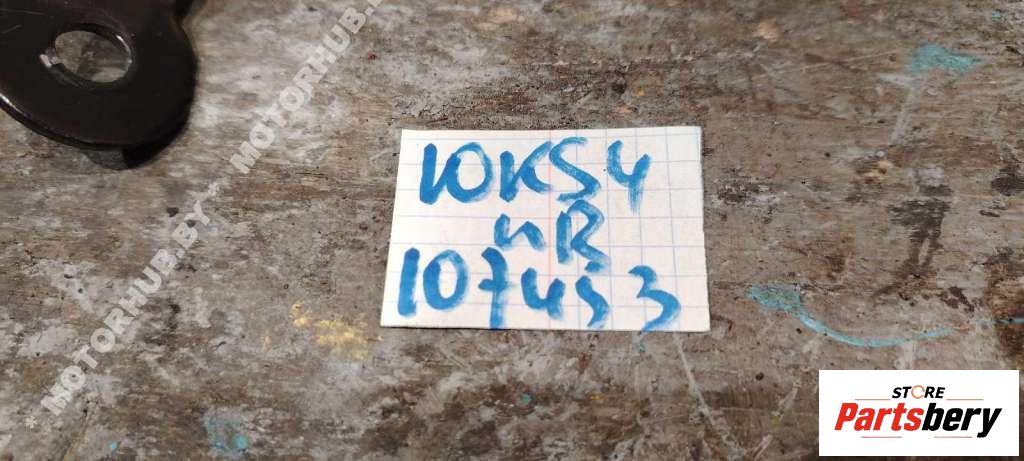 * MOTORHUB.BY * MOTORHUB.BY
10KS4
nR
107453
STORE
Partsbery